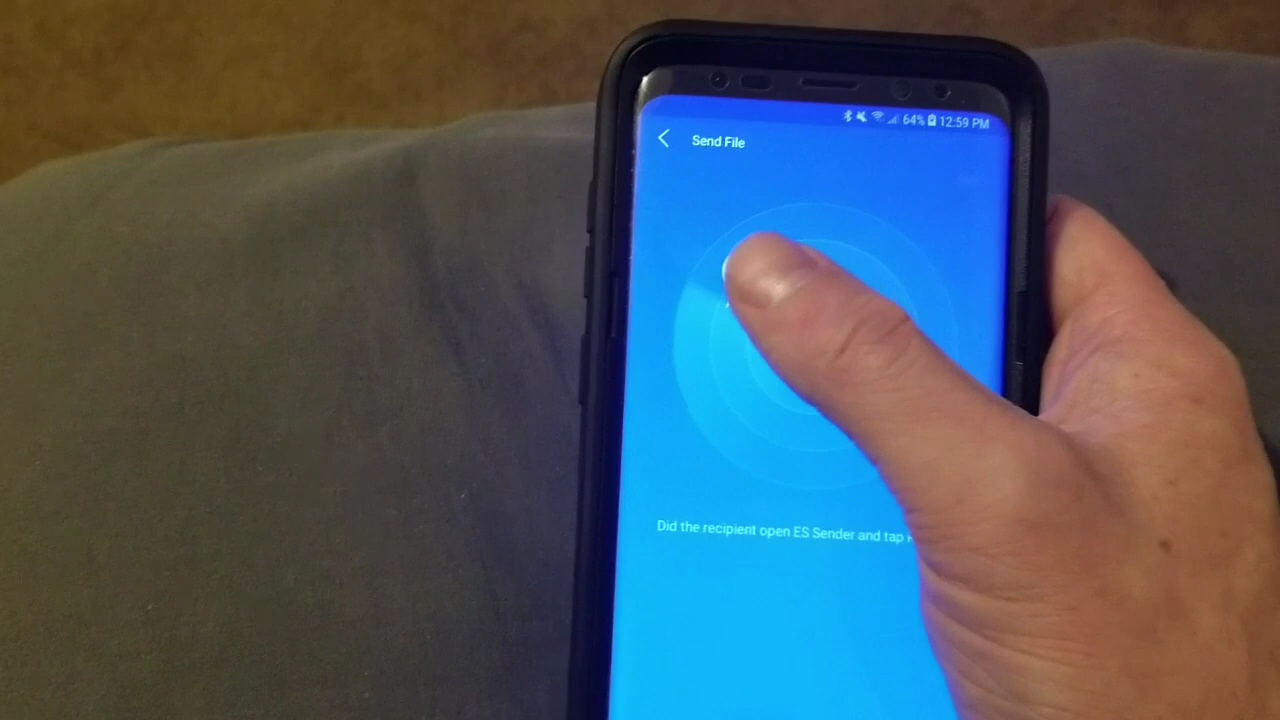 64% 12:59 PM
Send File
Did the recipient open ES Sender and tap